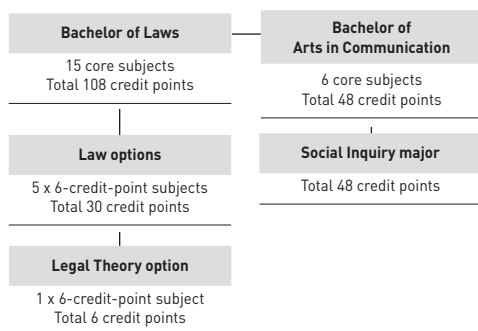 Bachelor of Laws
15 core subjects
Total 108 credit points
Law options
5 x 6-credit-point subjects
Total 30 credit points
Legal Theory option
1 x 6-credit-point subject
Total 6 credit points
Bachelor of
Arts in Communication
6 core subjects
Total 48 credit points
Social Inquiry major
Total 48 credit points